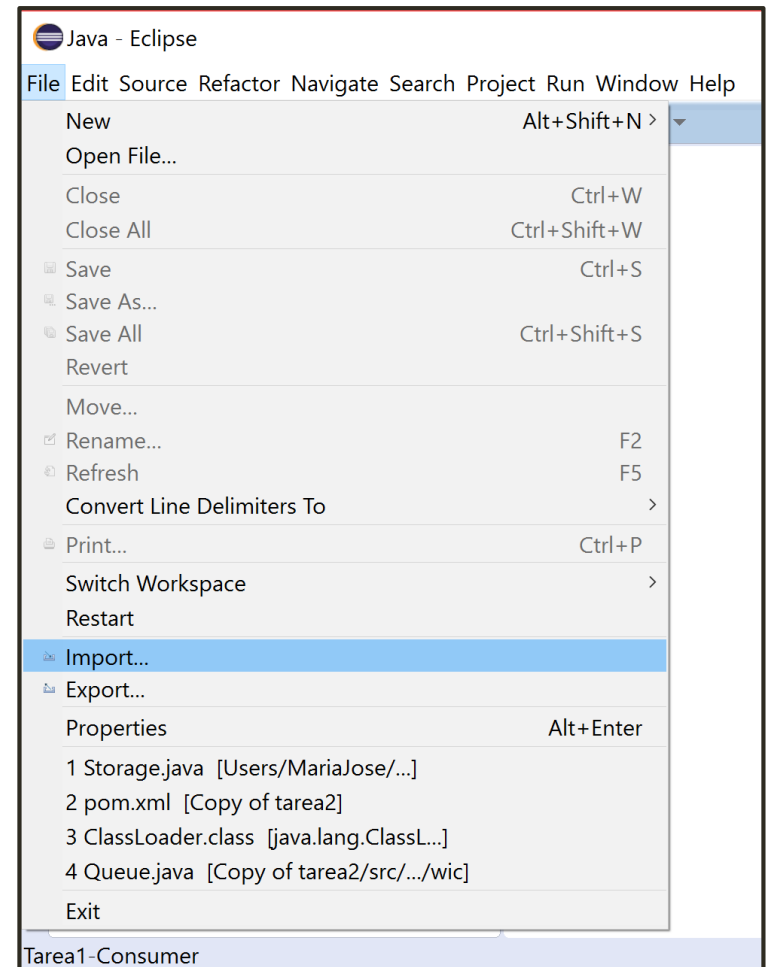 Java - Eclipse
File Edit Source Refactor Navigate Search Project Run Window Help
New Alt+Shift+N >
Open File...
Close Ctrl+W
Close All Ctrl+Shift+W
Save Ctrl+S
Save As...
Save All Ctrl+Shift+S
Revert
Move...
Rename... F2
Refresh F5
Convert Line Delimiters To >
Print... Ctrl+P
Switch Workspace >
Restart
Import...
Export...
Properties Alt+Enter
1 Storage.java [Users/MariaJose/...]
2 pom.xml [Copy of tarea2]
3 ClassLoader.class [java.lang.ClassL...]
4 Queue.java [Copy of tarea2/src/.../wic]
Exit
Tarea1-Consumer